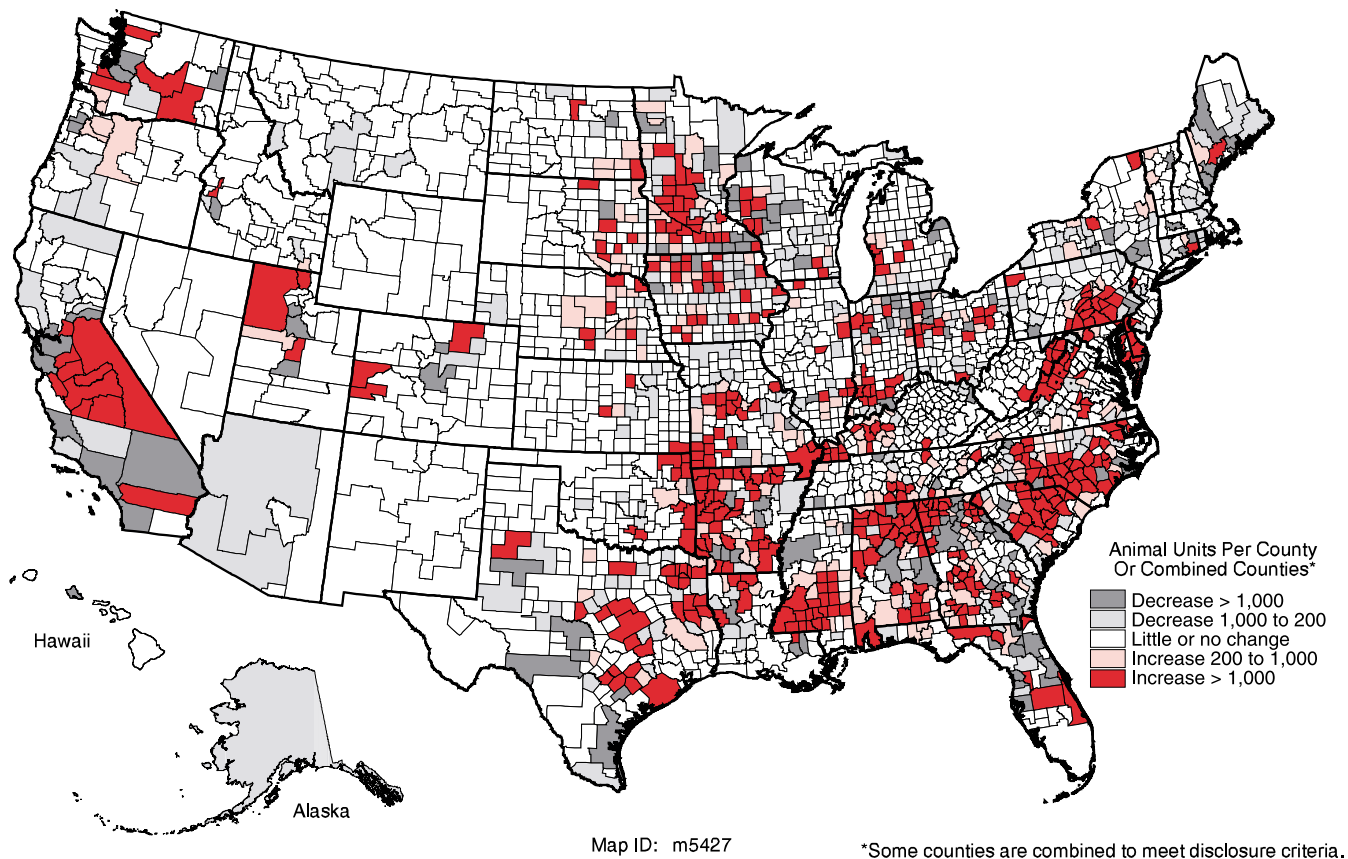 Animal Units Per County
Or Combined Counties*
Decrease > 1,000
Decrease 1,000 to 200
Little or no change
Increase 200 to 1,000
Increase > 1,000
Hawaii
Alaska
Map ID: m5427
*Some counties are combined to meet disclosure criteria.